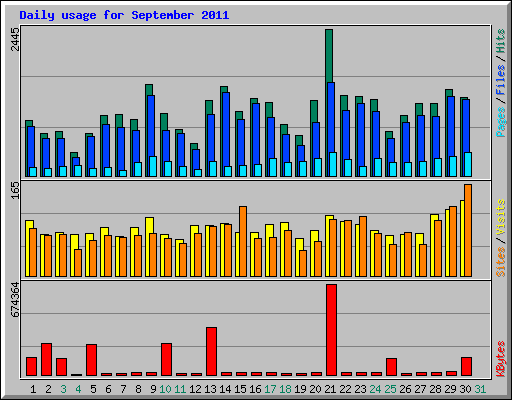 Daily usage for September 2011
2445
Pages / Files / Hits
165
Sites / Visits
674364
KBytes
1 2 3 4 5 6 7 8 9 10 11 12 13 14 15 16 17 18 19 20 21 22 23 24 25 26 27 28 29 30 31